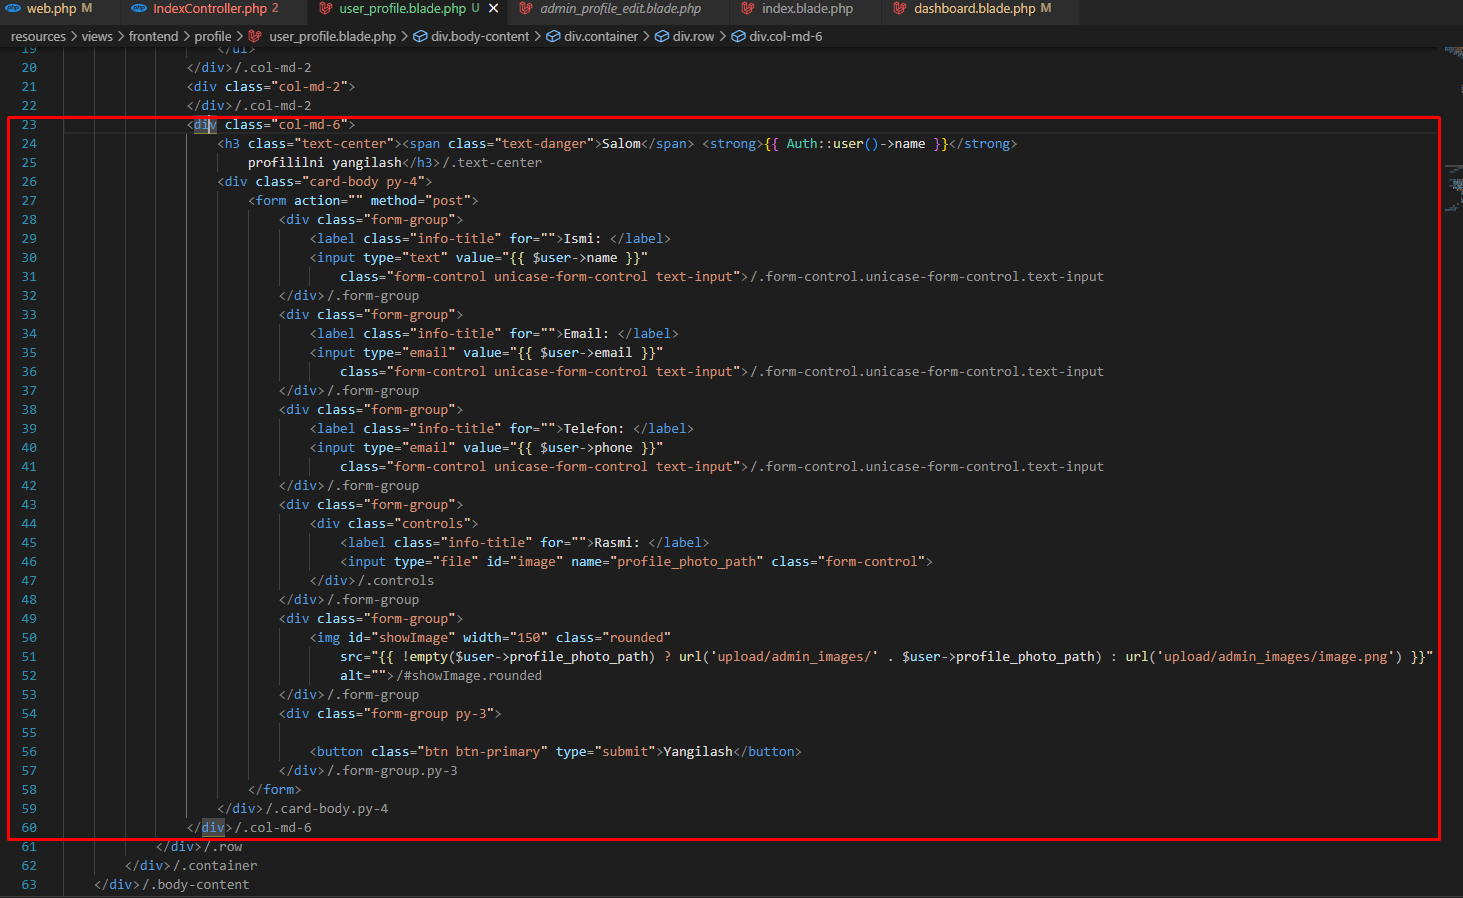 web.php M IndexController.php 2 user_profile.blade.php U admin_profile_edit.blade.php index.blade.php dashboard.blade.php M
resources > views > frontend > profile > user_profile.blade.php > div.body-content > div.container > div.row > div.col-md-6
19 </ul>
20 </div>/.col-md-2
21 <div class="col-md-2">
22 </div>/.col-md-2
23 <div class="col-md-6">
24 <h3 class="text-center"><span class="text-danger">Salom</span> <strong>{{ Auth::user()->name }}</strong>
25 profililni yangilash</h3>/.text-center
26 <div class="card-body py-4">
27 <form action="" method="post">
28 <div class="form-group">
29 <label class="info-title" for="">Ismi: </label>
30 <input type="text" value="{{ $user->name }}"
31 class="form-control unicase-form-control text-input">/.form-control.unicase-form-control.text-input
32 </div>/.form-group
33 <div class="form-group">
34 <label class="info-title" for="">Email: </label>
35 <input type="email" value="{{ $user->email }}"
36 class="form-control unicase-form-control text-input">/.form-control.unicase-form-control.text-input
37 </div>/.form-group
38 <div class="form-group">
39 <label class="info-title" for="">Telefon: </label>
40 <input type="email" value="{{ $user->phone }}"
41 class="form-control unicase-form-control text-input">/.form-control.unicase-form-control.text-input
42 </div>/.form-group
43 <div class="form-group">
44 <div class="controls">
45 <label class="info-title" for="">Rasmi: </label>
46 <input type="file" id="image" name="profile_photo_path" class="form-control">
47 </div>/.controls
48 </div>/.form-group
49 <div class="form-group">
50 <img id="showImage" width="150" class="rounded"
51 src="{{ !empty($user->profile_photo_path) ? url('upload/admin_images/' . $user->profile_photo_path) : url('upload/admin_images/image.png') }}"
52 alt="">/#showImage.rounded
53 </div>/.form-group
54 <div class="form-group py-3">
55
56 <button class="btn btn-primary" type="submit">Yangilash</button>
57 </div>/.form-group.py-3
58 </form>
59 </div>/.card-body.py-4
60 </div>/.col-md-6
61 </div>/.row
62 </div>/.container
63 </div>/.body-content